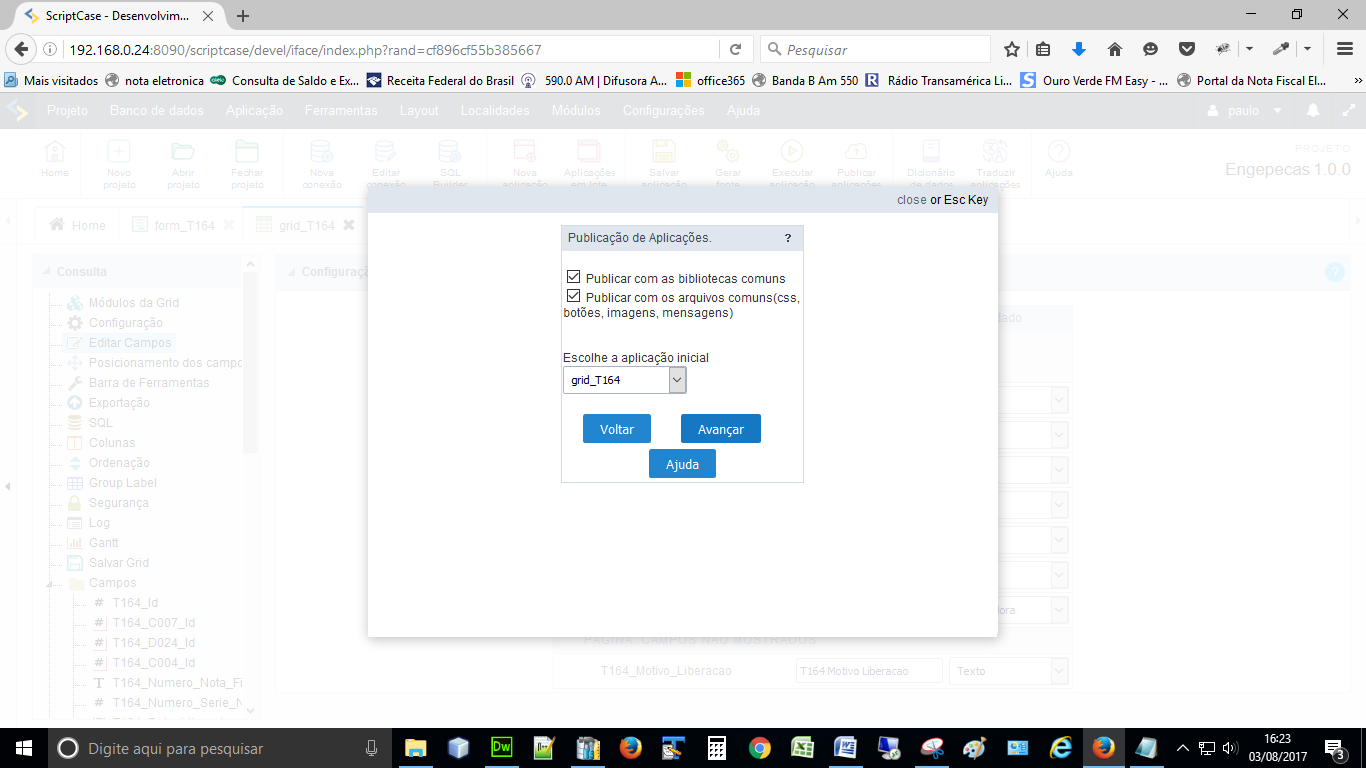 ScriptCase - Desenvolvim...
192.168.0.24:8090/scriptcase/devel/iface/index.php?rand=cf896cf55b385667
Pesquisar
Mais visitados
nota eletronica
Consulta de Saldo e Ex...
Receita Federal do Brasil
590.0 AM | Difusora A...
office365
Banda B Am 550
Rádio Transamérica Li...
Ouro Verde FM Easy - ...
Portal da Nota Fiscal El...
Projeto Banco de dados Aplicação Ferramentas Layout Localidades Módulos Configurações Ajuda paulo
Home
Novo projeto
Abrir projeto
Fechar projeto
Nova conexão
Editar conexão
SQL Builder
Nova aplicação
Aplicações em lote
Salvar aplicação
Gerar fonte
Executar aplicação
Publicar aplicações
Dicionário de dados
Traduzir aplicações
Ajuda
PROJETO
Engepecas 1.0.0
close or Esc Key
Home
form_T164
grid_T164
Publicação de Aplicações. ?
Publicar com as bibliotecas comuns
Publicar com os arquivos comuns(css,
botões, imagens, mensagens)
Escolhe a aplicação inicial
grid_T164
Voltar
Avançar
Ajuda
Consulta
Módulos da Grid
Configuração
Editar Campos
Posicionamento dos campo
Barra de Ferramentas
Exportação
SQL
Colunas
Ordenação
Group Label
Segurança
Log
Gantt
Salvar Grid
Campos
T164_Id
T164_C007_Id
T164_D024_Id
T164_C004_Id
T164_Numero_Nota_Fi
T164_Numero_Serie_N
PÁGINA: CAMPOS NÃO MOSTRADOS
T164_Motivo_Liberacao
T164 Motivo Liberacao
Texto
Digite aqui para pesquisar
16:23
03/08/2017
3